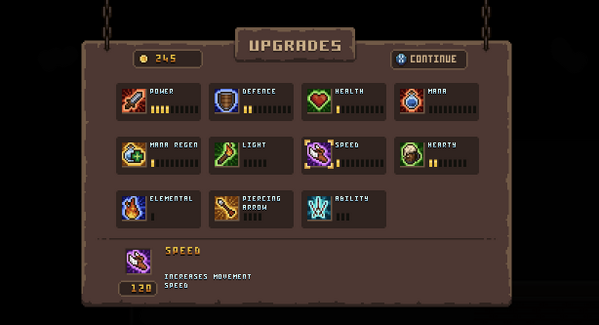 UPGRADES
245
CONTINUE
POWER
DEFENCE
HEALTH
MANA
MANA REGEN
LIGHT
SPEED
HEARTY
ELEMENTAL
PIERCING
ARROW
ABILITY
SPEED
INCREASES MOVEMENT
SPEED
120